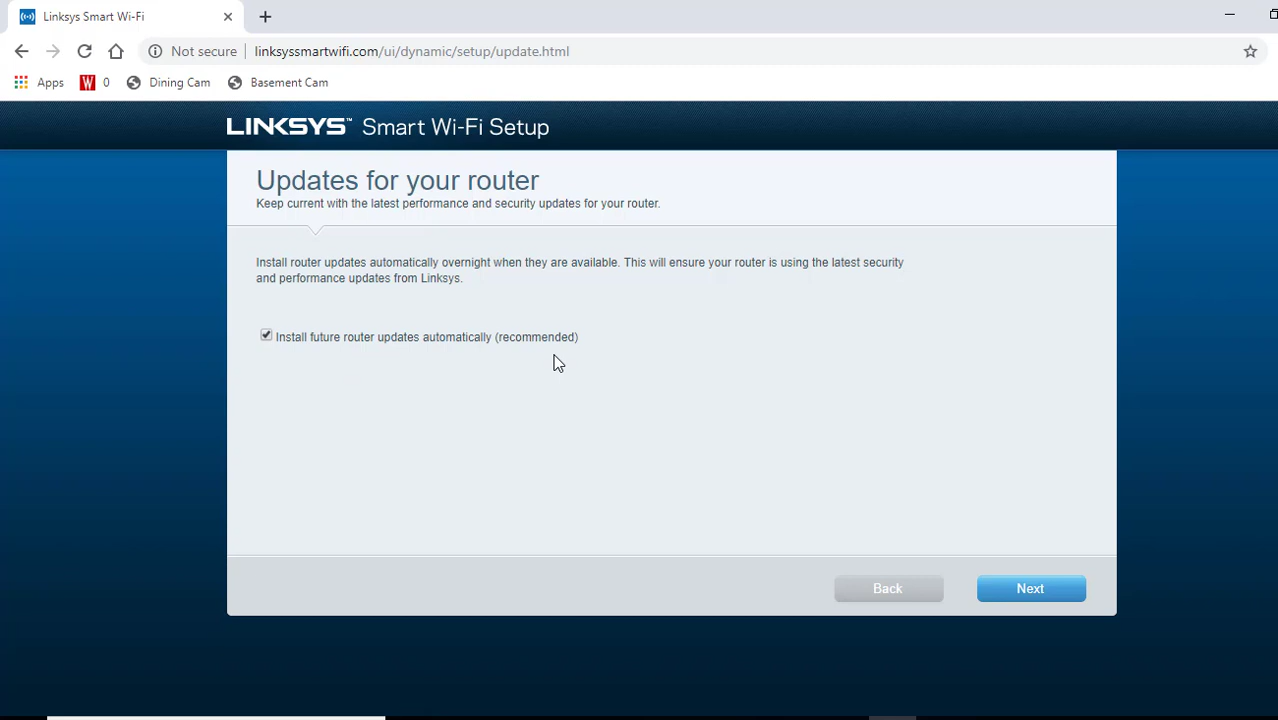 Linksys Smart Wi-Fi
Not secure linksyssmartwifi.com/ui/dynamic/setup/update.html
Apps W 0 Dining Cam Basement Cam
LINKSYS™ Smart Wi-Fi Setup
Updates for your router
Keep current with the latest performance and security updates for your router.
Install router updates automatically overnight when they are available. This will ensure your router is using the latest security
and performance updates from Linksys.
Install future router updates automatically (recommended)
Back Next